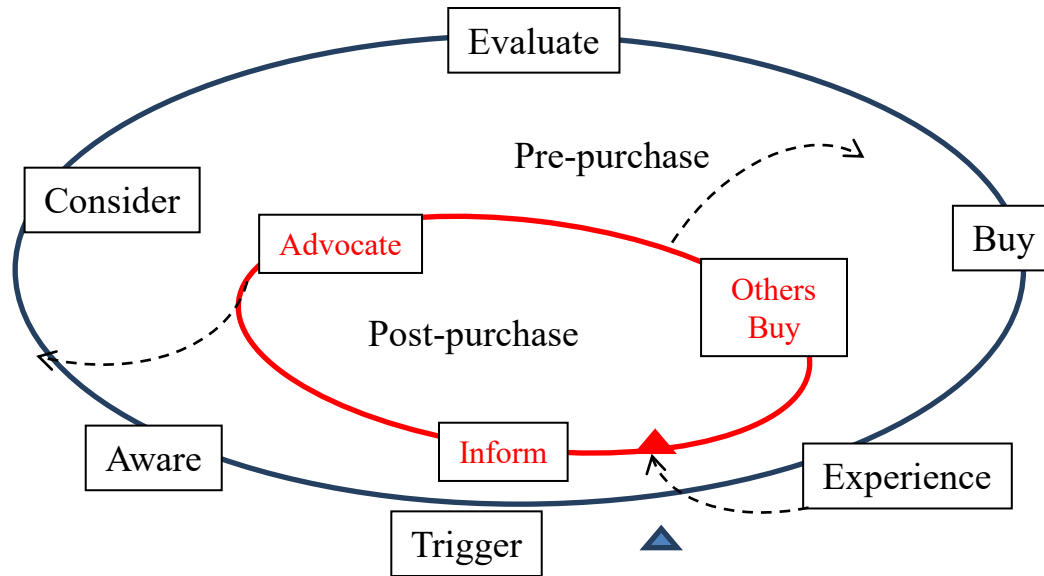 Evaluate
Pre-purchase
Consider
Advocate
Buy
Others
Buy
Post-purchase
Aware
Inform
Experience
Trigger